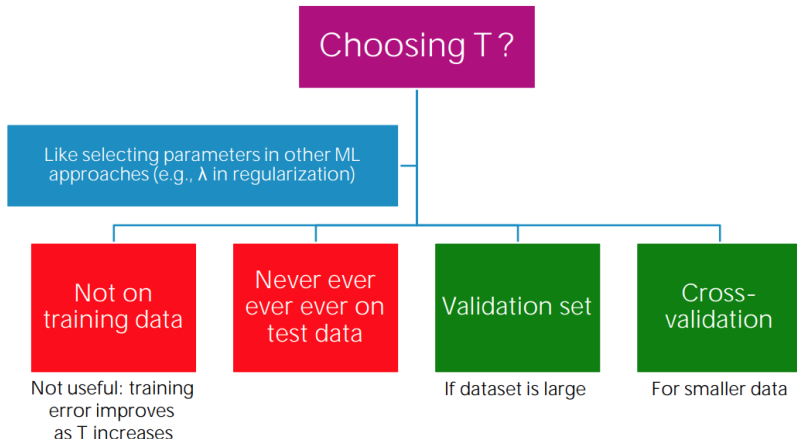 Choosing T?
Like selecting parameters in other ML
approaches (e.g., λ in regularization)
Not on
training data
Never ever
ever ever on
test data
Validation set
Cross-
validation
Not useful: training
error improves
as T increases
If dataset is large
For smaller data